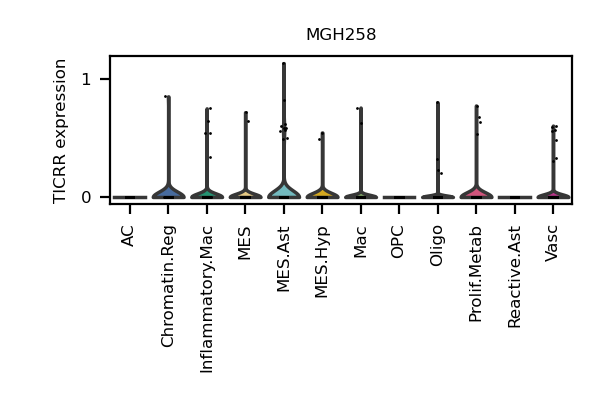 MGH258
TICRR expression
1
0
AC
Chromatin.Reg
Inflammatory.Mac
MES
MES.Ast
MES.Hyp
Mac
OPC
Oligo
Prolif.Metab
Reactive.Ast
Vasc